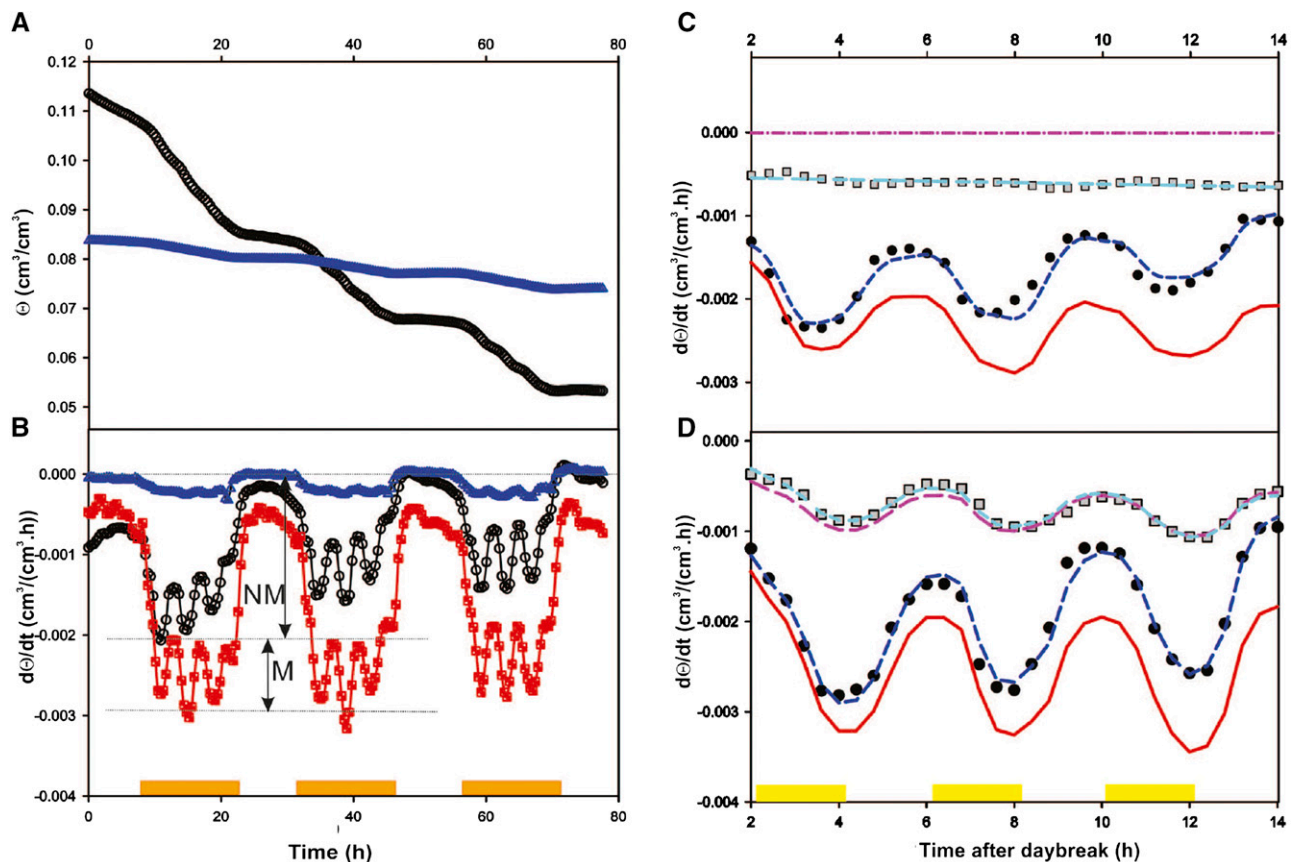 A
0 20 40 60 80
0.12
0.11
0.10
0.09
0.08
0.07
0.06
0.05
Θ (cm³/cm³)
B
0.000
-0.001
-0.002
-0.003
-0.004
dΘ/dt (cm³/(cm³.h))
NM
M
0 20 40 60 80
Time (h)
C
2 4 6 8 10 12 14
0.000
-0.001
-0.002
-0.003
dΘ/dt (cm³/(cm³.h))
D
0.000
-0.001
-0.002
-0.003
-0.004
dΘ/dt (cm³/(cm³.h))
2 4 6 8 10 12 14
Time after daybreak (h)